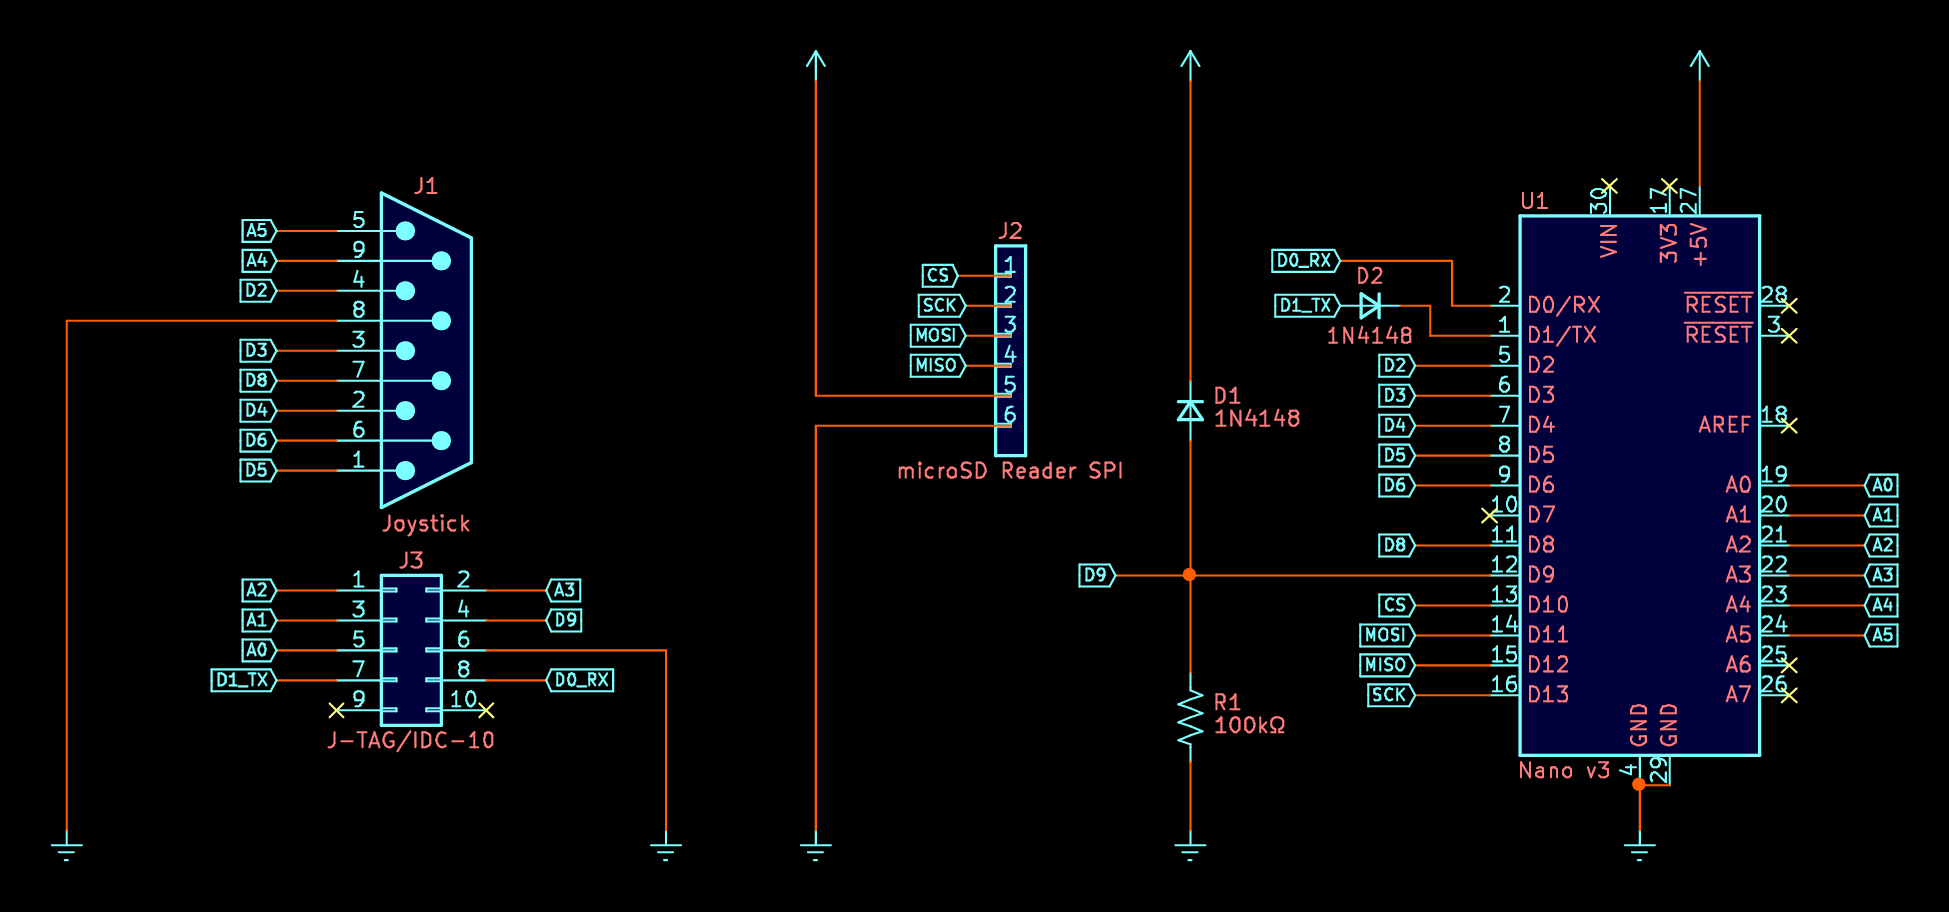 J1
A5 5
A4 9
D2 4
8
D3 3
D8 7
D4 2
D6 6
D5 1
Joystick
J3
A2 1 2 A3
A1 3 4 D9
A0 5 6
D1_TX 7 8 D0_RX
9 10
J-TAG/IDC-10
J2
CS 1
SCK 2
MOSI 3
MISO 4
5
6
microSD Reader SPI
D1
1N4148
D9
R1
100kΩ
D0_RX
D2
D1_TX
1N4148
U1
30 17 27
VIN 3V3 +5V
2 D0/RX RESET 28
1 D1/TX RESET 3
D2 5 D2
D3 6 D3
D4 7 D4 AREF 18
D5 8 D5
D6 9 D6 A0 19 A0
10 D7 A1 20 A1
D8 11 D8 A2 21 A2
12 D9 A3 22 A3
CS 13 D10 A4 23 A4
MOSI 14 D11 A5 24 A5
MISO 15 D12 A6 25
SCK 16 D13 A7 26
GND GND
Nano v3 4 29